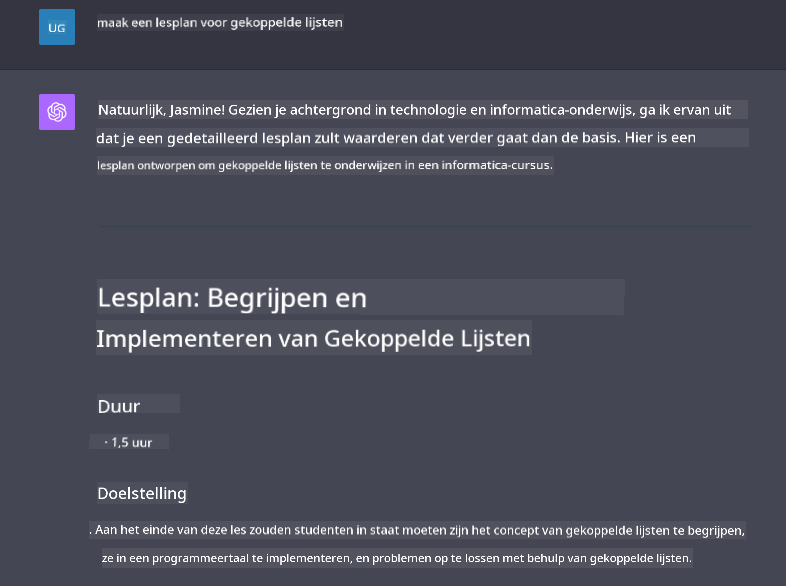 UG
maak een lesplan voor gekoppelde lijsten
Natuurlijk, Jasmine! Gezien je achtergrond in technologie en informatica-onderwijs, ga ik ervan uit
dat je een gedetailleerd lesplan zult waarderen dat verder gaat dan de basis. Hier is een
lesplan ontworpen om gekoppelde lijsten te onderwijzen in een informatica-cursus.
Lesplan: Begrijpen en
Implementeren van Gekoppelde Lijsten
Duur
· 1,5 uur
Doelstelling
. Aan het einde van deze les zouden studenten in staat moeten zijn het concept van gekoppelde lijsten te begrijpen,
ze in een programmeertaal te implementeren, en problemen op te lossen met behulp van gekoppelde lijsten.